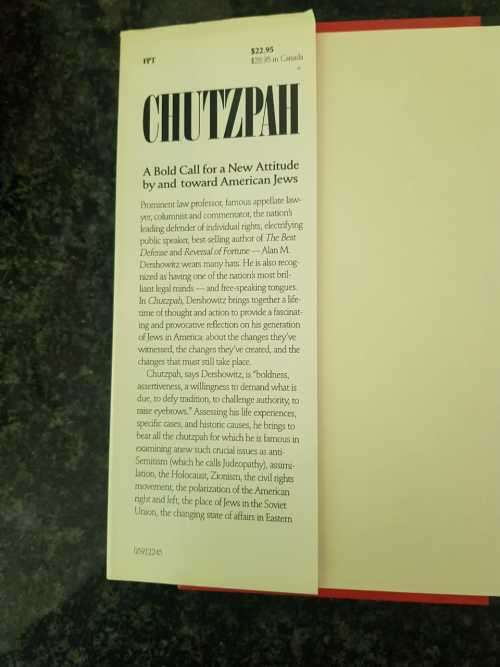 FPT
$22.95
$29.95 in Canada
CHUTZPAH
A Bold Call for a New Attitude
by and toward American Jews
Prominent law professor, famous appellate law-
yer, columnist and commentator, the nation's
leading defender of individual rights, electrifying
public speaker, best-selling author of The Best
Defense and Reversal of Fortune — Alan M.
Dershowitz wears many hats. He is also recog-
nized as having one of the nation's most bril-
liant legal minds — and free-speaking tongues.
In Chutzpah, Dershowitz brings together a life-
time of thought and action to provide a fascinat-
ing and provocative reflection on his generation
of Jews in America: about the changes they've
witnessed, the changes they've created, and the
changes that must still take place.
Chutzpah, says Dershowitz, is "boldness,
assertiveness, a willingness to demand what is
due, to defy tradition, to challenge authority, to
raise eyebrows." Assessing his life experiences,
specific cases, and historic causes, he brings to
bear all the chutzpah for which he is famous in
examining anew such crucial issues as anti-
Semitism (which he calls Judeopathy), assimi-
lation, the Holocaust, Zionism, the civil rights
movement, the polarization of the American
right and left, the place of Jews in the Soviet
Union, the changing state of affairs in Eastern
05912245